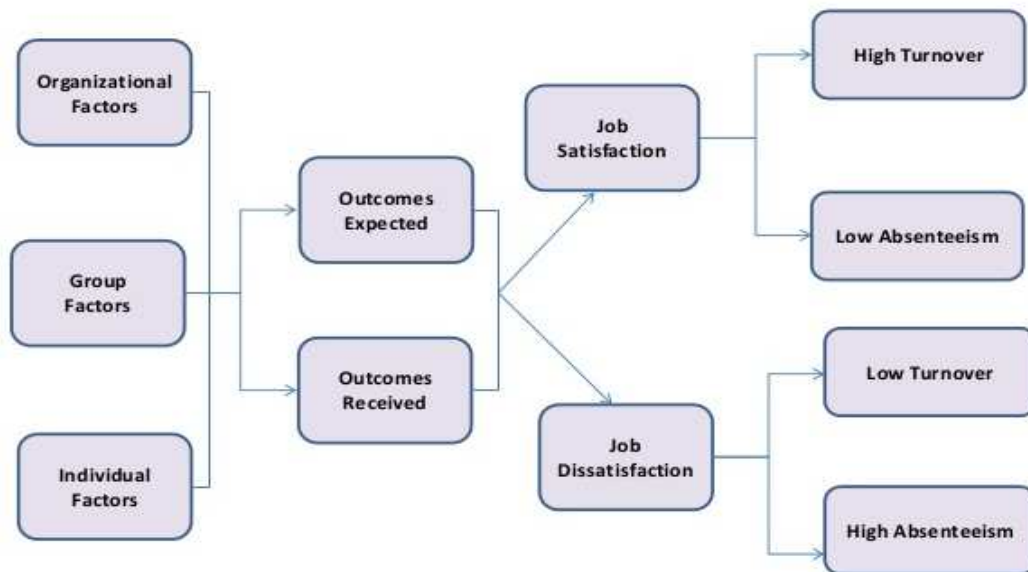 Organizational
Factors
Group
Factors
Individual
Factors
Outcomes
Expected
Outcomes
Received
Job
Satisfaction
Job
Dissatisfaction
High Turnover
Low Absenteeism
Low Turnover
High Absenteeism